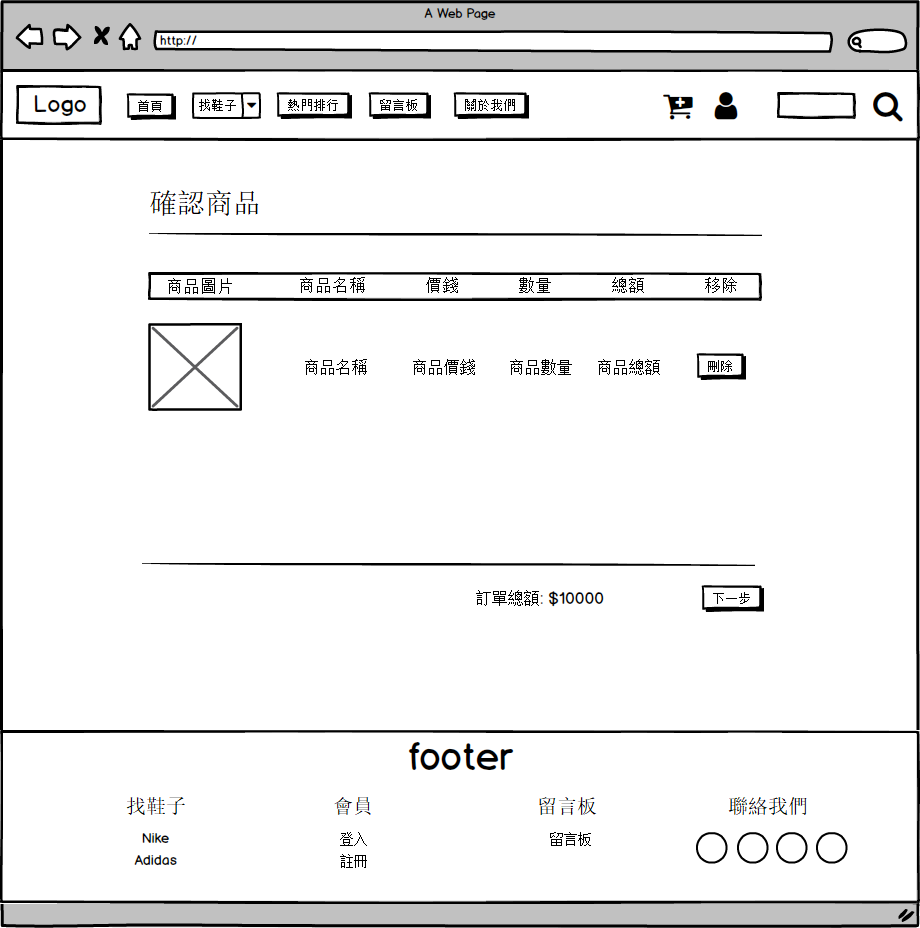 A Web Page
http://
Logo 首頁 找鞋子 熱門排行 留言板 關於我們
確認商品
商品圖片 商品名稱 價錢 數量 總額 移除
商品名稱 商品價錢 商品數量 商品總額 刪除
訂單總額: $10000 下一步
footer
找鞋子 會員 留言板 聯絡我們
Nike 登入 留言板
Adidas 註冊